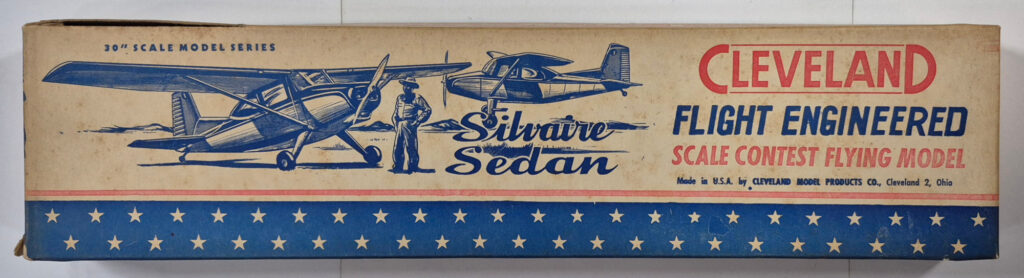 30" SCALE MODEL SERIES
Silvaire
Sedan
CLEVELAND
FLIGHT ENGINEERED
SCALE CONTEST FLYING MODEL
Made in U.S.A. by CLEVELAND MODEL PRODUCTS CO., Cleveland 2, Ohio